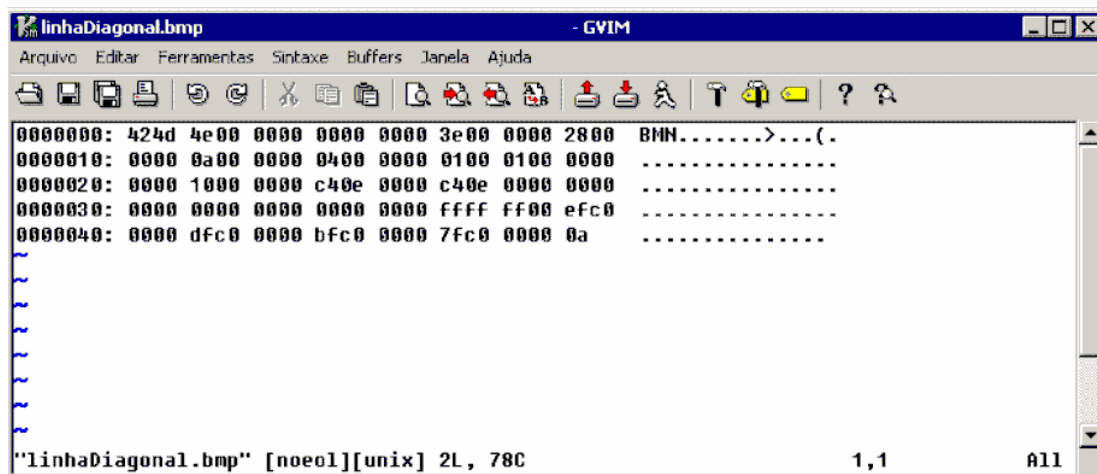 linhaDiagonal.bmp - GVIM
Arquivo Editar Ferramentas Sintaxe Buffers Janela Ajuda
0000000: 424d 4e00 0000 0000 0000 3e00 0000 2800 BMN.......>...(.
0000010: 0000 0a00 0000 0400 0000 0100 0100 0000 ................
0000020: 0000 1000 0000 c40e 0000 c40e 0000 0000 ................
0000030: 0000 0000 0000 0000 0000 ffff ff00 efc0 ................
0000040: 0000 dfc0 0000 bfc0 0000 7fc0 0000 0a ...............
~
~
~
~
~
~
~
~
"linhaDiagonal.bmp" [noeol][unix] 2L, 78C 1,1 All